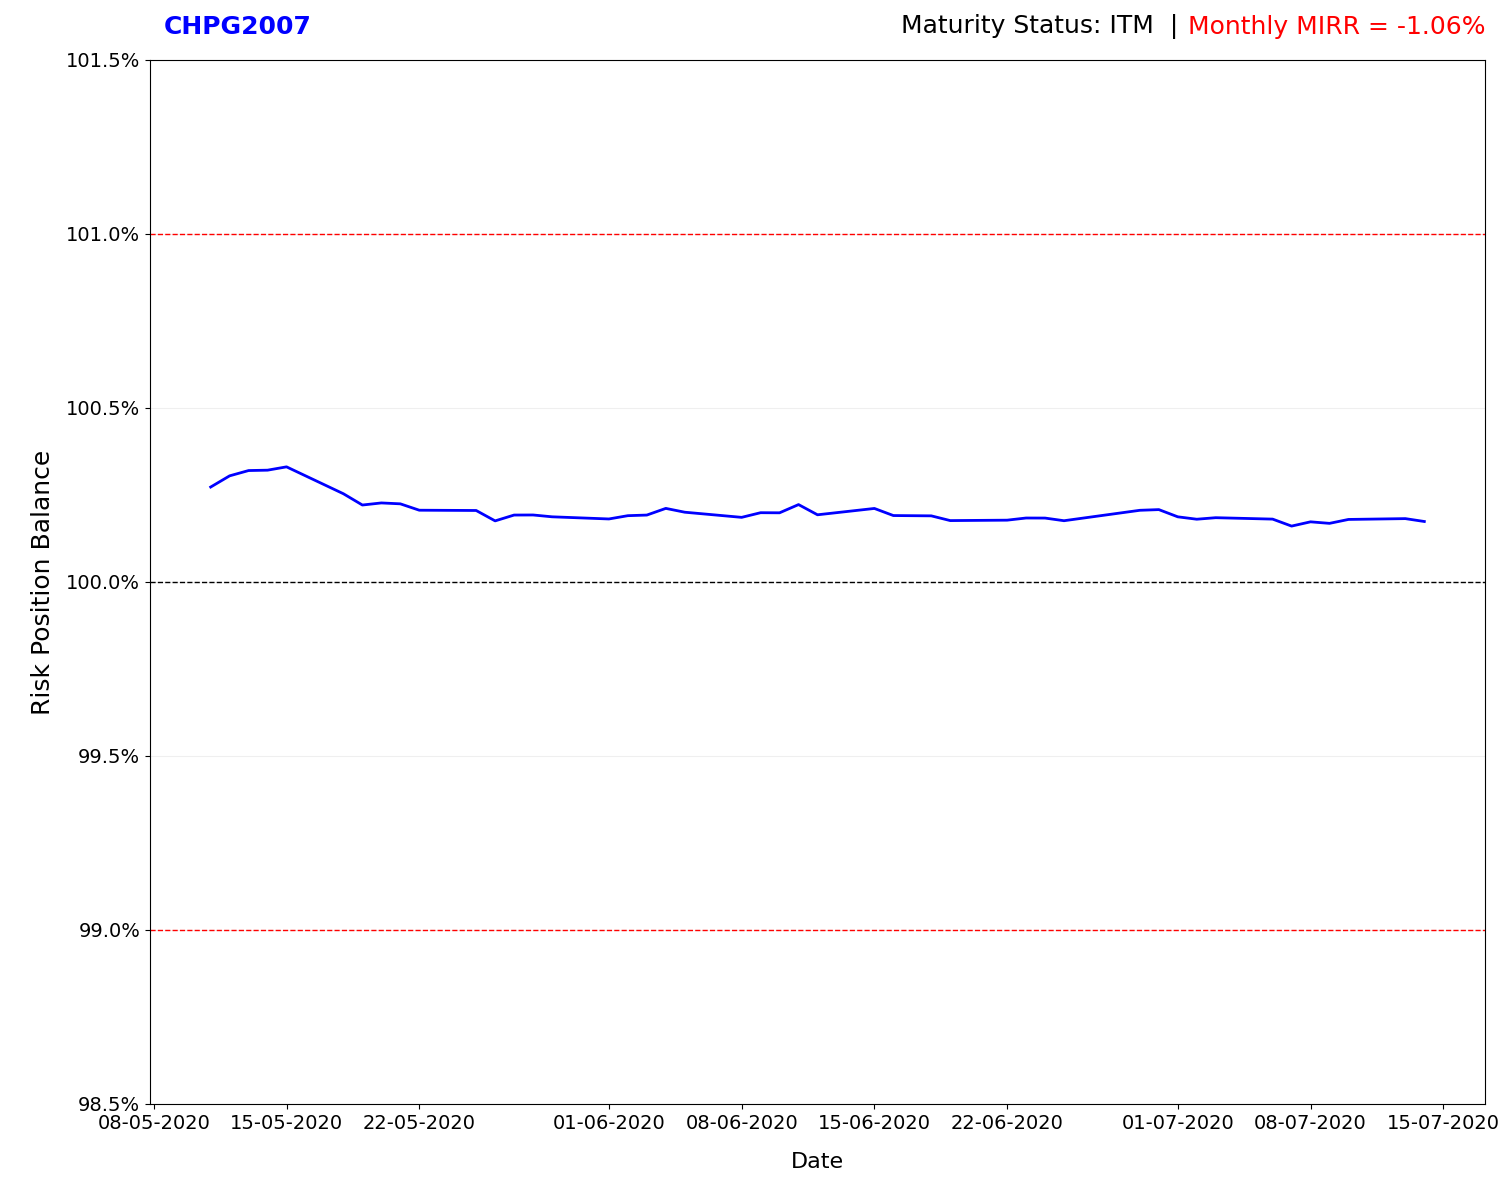 CHPG2007
Maturity Status: ITM | Monthly MIRR = -1.06%
101.5%
101.0%
100.5%
100.0%
99.5%
99.0%
98.5%
Risk Position Balance
08-05-2020 15-05-2020 22-05-2020 01-06-2020 08-06-2020 15-06-2020 22-06-2020 01-07-2020 08-07-2020 15-07-2020
Date